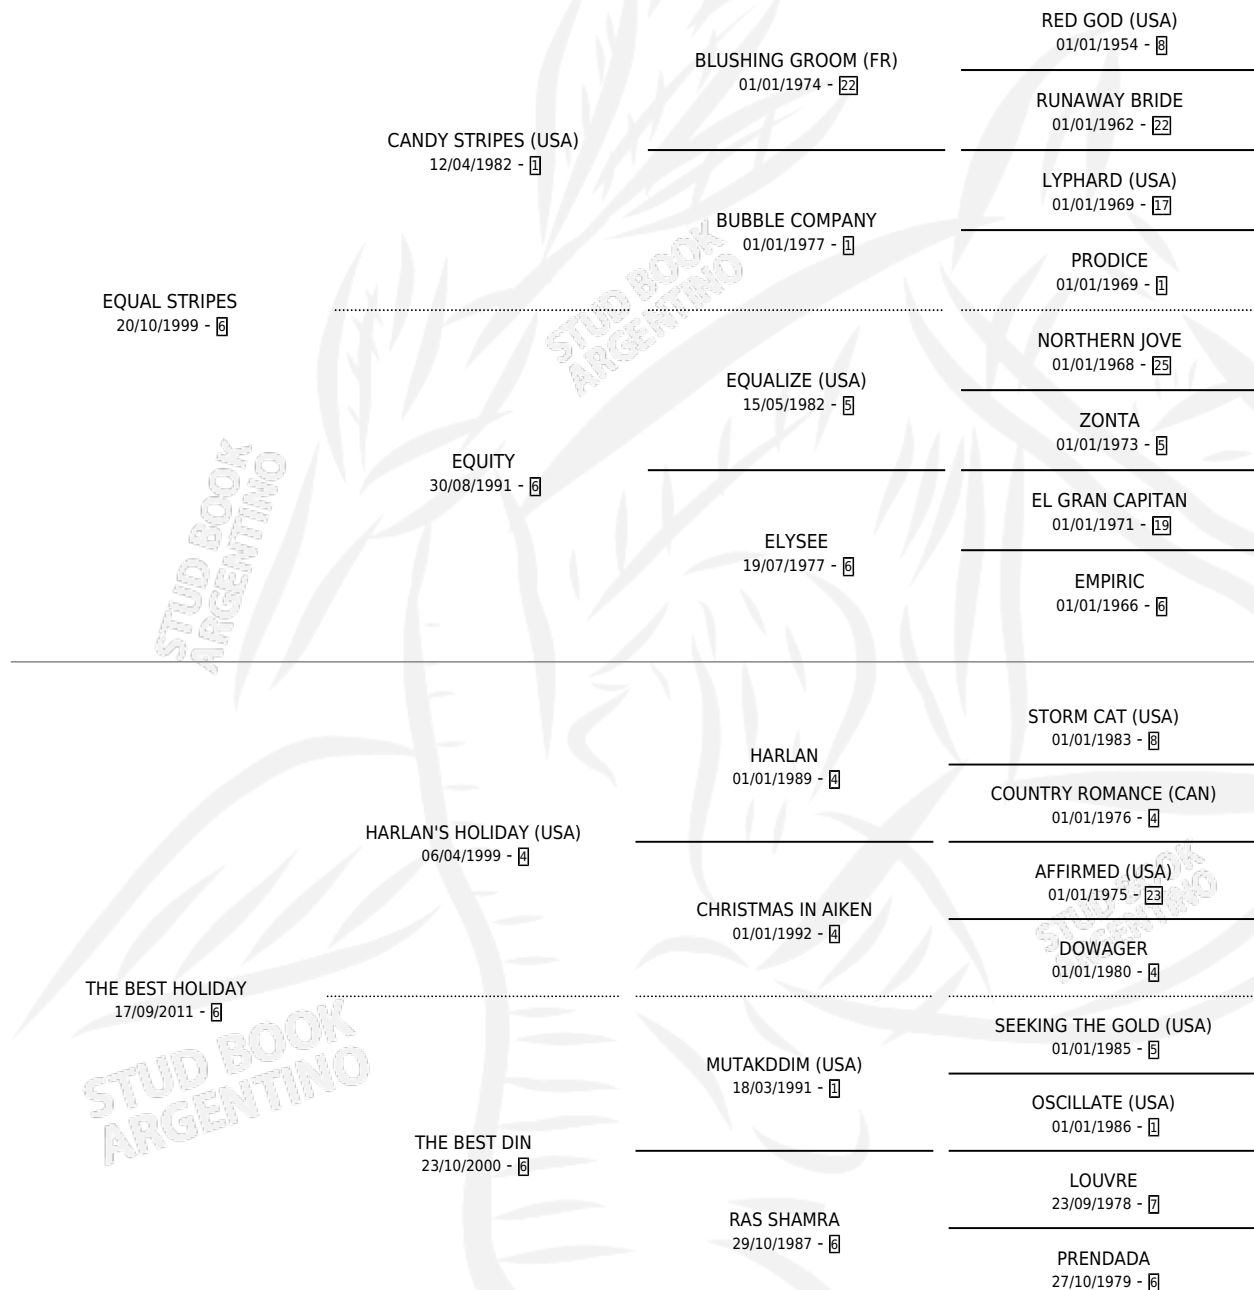 RED GOD (USA)
01/01/1954 - 8
BLUSHING GROOM (FR)
01/01/1974 - 22
RUNAWAY BRIDE
01/01/1962 - 22
CANDY STRIPES (USA)
12/04/1982 - 1
LYPHARD (USA)
01/01/1969 - 17
BUBBLE COMPANY
01/01/1977 - 1
PRODICE
01/01/1969 - 1
EQUAL STRIPES
20/10/1999 - 6
NORTHERN JOVE
01/01/1968 - 25
EQUALIZE (USA)
15/05/1982 - 5
ZONTA
01/01/1973 - 5
EQUITY
30/08/1991 - 6
EL GRAN CAPITAN
01/01/1971 - 19
ELYSEE
19/07/1977 - 6
EMPIRIC
01/01/1966 - 6
STUD BOOK
ARGENTINO
STUD BOOK
ARGENTINO
STORM CAT (USA)
01/01/1983 - 8
HARLAN
01/01/1989 - 4
COUNTRY ROMANCE (CAN)
01/01/1976 - 4
HARLAN'S HOLIDAY (USA)
06/04/1999 - 4
AFFIRMED (USA)
01/01/1975 - 23
CHRISTMAS IN AIKEN
01/01/1992 - 4
DOWAGER
01/01/1980 - 4
STUD BOOK
ARGENTINO
THE BEST HOLIDAY
17/09/2011 - 6
SEEKING THE GOLD (USA)
01/01/1985 - 5
MUTAKDDIM (USA)
18/03/1991 - 1
OSCILLATE (USA)
01/01/1986 - 1
THE BEST DIN
23/10/2000 - 6
LOUVRE
23/09/1978 - 7
RAS SHAMRA
29/10/1987 - 6
PRENDADA
27/10/1979 - 6
STUD BOOK
ARGENTINO